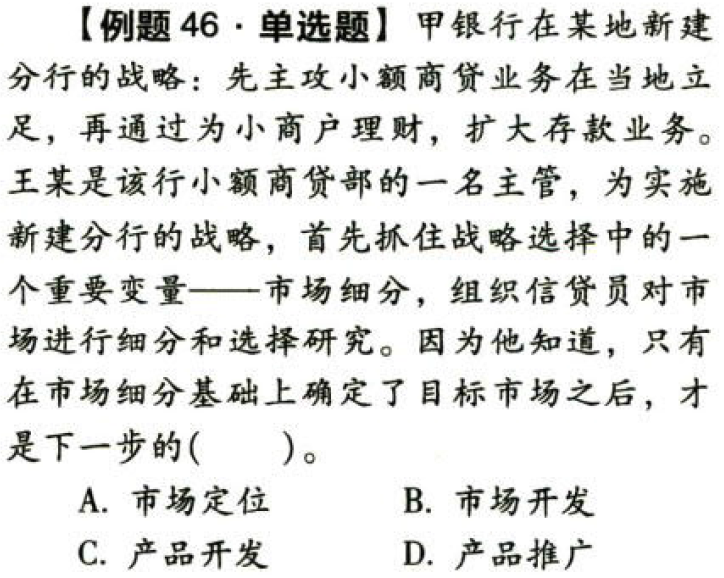 【例题 46 · 单选题】 甲银行在某地新建
分行的战略：先主攻小额商贷业务在当地立
足，再通过为小商户理财，扩大存款业务。
王某是该行小额商贷部的一名主管，为实施
新建分行的战略，首先抓住战略选择中的一
个重要变量——市场细分，组织信贷员对市
场进行细分和选择研究。因为他知道，只有
在市场细分基础上确定了目标市场之后，才
是下一步的(　　)。
A. 市场定位　　B. 市场开发
C. 产品开发　　D. 产品推广